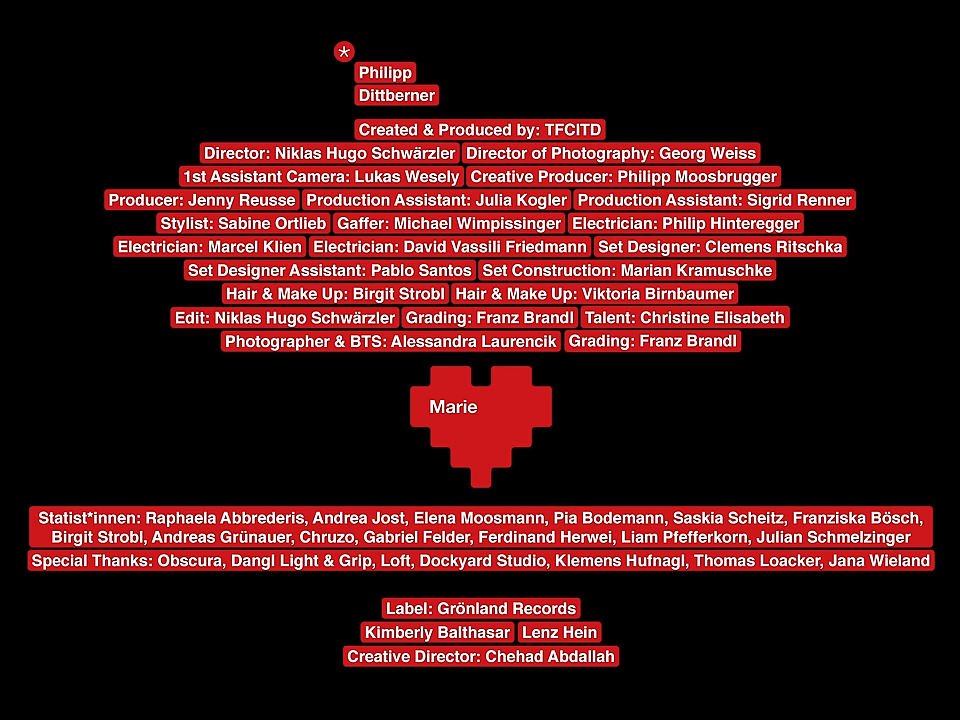 *
Philipp
Dittberner
Created & Produced by: TFCITD
Director: Niklas Hugo Schwärzler Director of Photography: Georg Weiss
1st Assistant Camera: Lukas Wesely Creative Producer: Philipp Moosbrugger
Producer: Jenny Reusse Production Assistant: Julia Kogler Production Assistant: Sigrid Renner
Stylist: Sabine Ortlieb Gaffer: Michael Wimpissinger Electrician: Philip Hinteregger
Electrician: Marcel Klien Electrician: David Vassili Friedmann Set Designer: Clemens Ritschka
Set Designer Assistant: Pablo Santos Set Construction: Marian Kramuschke
Hair & Make Up: Birgit Strobl Hair & Make Up: Viktoria Birnbaumer
Edit: Niklas Hugo Schwärzler Grading: Franz Brandl Talent: Christine Elisabeth
Photographer & BTS: Alessandra Laurencik Grading: Franz Brandl
Marie
Statist*innen: Raphaela Abbrederis, Andrea Jost, Elena Moosmann, Pia Bodemann, Saskia Scheitz, Franziska Bösch,
Birgit Strobl, Andreas Grünauer, Chruzo, Gabriel Felder, Ferdinand Herwei, Liam Pfefferkorn, Julian Schmelzinger
Special Thanks: Obscura, Dangl Light & Grip, Loft, Dockyard Studio, Klemens Hufnagl, Thomas Loacker, Jana Wieland
Label: Grönland Records
Kimberly Balthasar Lenz Hein
Creative Director: Chehad Abdallah